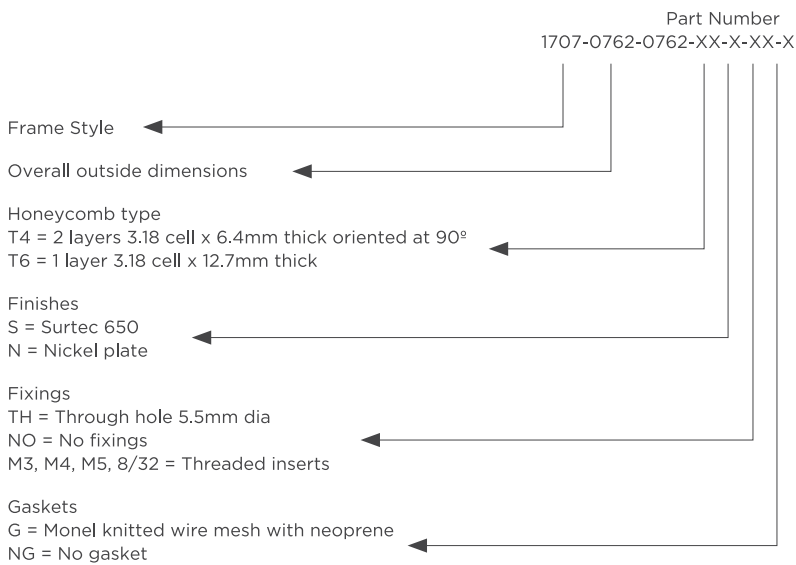 Part Number
1707-0762-0762-XX-X-XX-X
Frame Style
Overall outside dimensions
Honeycomb type
T4 = 2 layers 3.18 cell x 6.4mm thick oriented at 90º
T6 = 1 layer 3.18 cell x 12.7mm thick
Finishes
S = Surtec 650
N = Nickel plate
Fixings
TH = Through hole 5.5mm dia
NO = No fixings
M3, M4, M5, 8/32 = Threaded inserts
Gaskets
G = Monel knitted wire mesh with neoprene
NG = No gasket